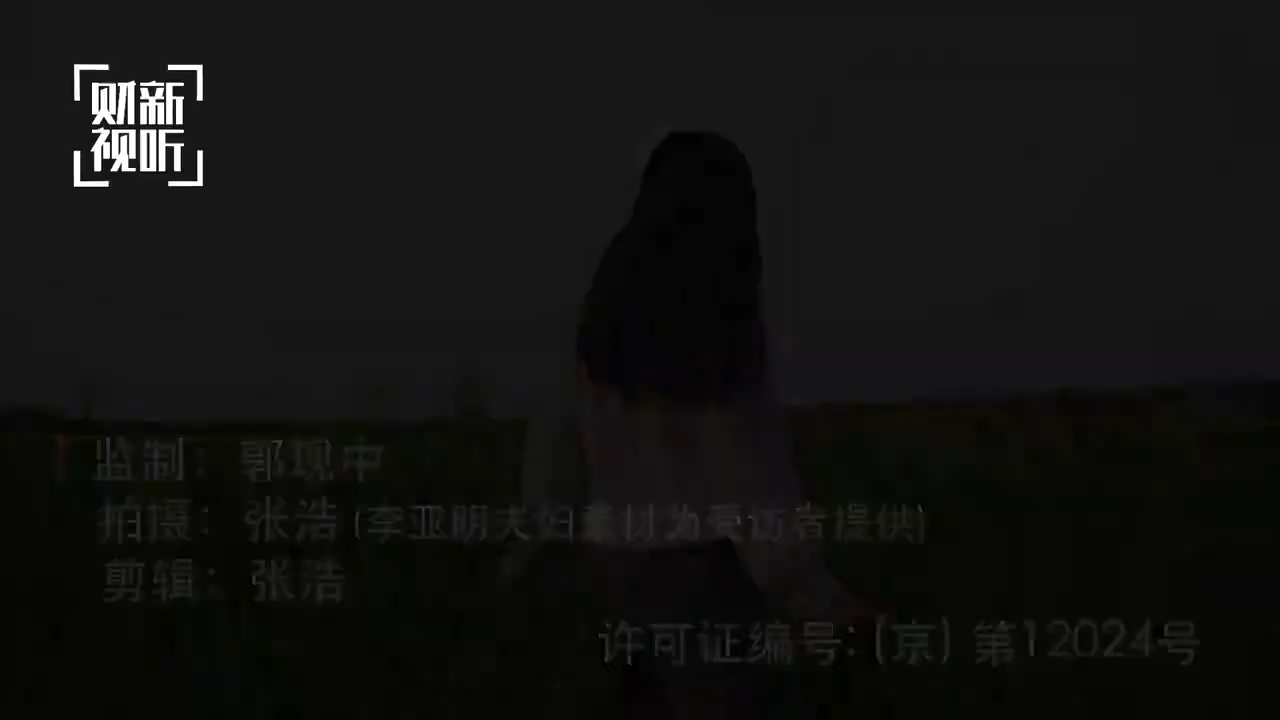 财新
视听
监制：郭现中
拍摄：张浩 (李亚明夫妇素材为受访者提供)
剪辑：张浩
许可证编号：(京) 第12024号